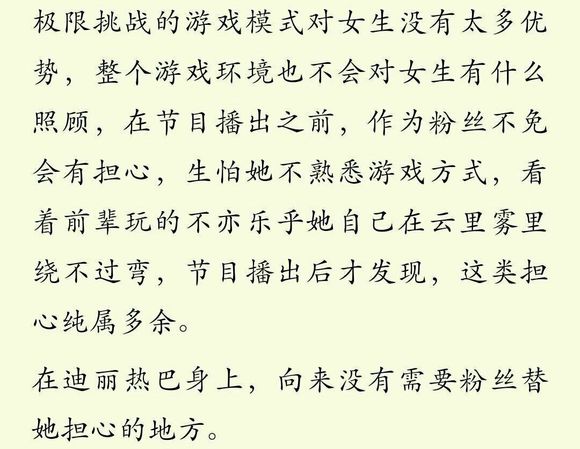 极限挑战的游戏模式对女生没有太多优
势，整个游戏环境也不会对女生有什么
照顾，在节目播出之前，作为粉丝不免
会有担心，生怕她不熟悉游戏方式，看
着前辈玩的不亦乐乎她自己在云里雾里
绕不过弯，节目播出后才发现，这类担
心纯属多余。
在迪丽热巴身上，向来没有需要粉丝替
她担心的地方。